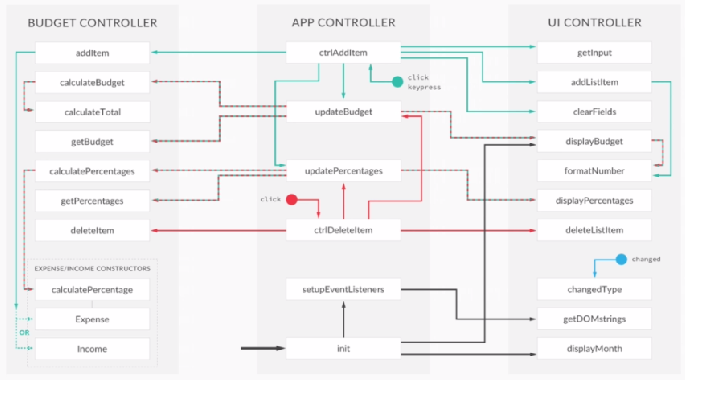 BUDGET CONTROLLER
APP CONTROLLER
UI CONTROLLER
addItem
ctrlAddItem
getInput
calculateBudget
click
keypress
addListItem
calculateTotal
updateBudget
clearFields
getBudget
displayBudget
calculatePercentages
updatePercentages
formatNumber
getPercentages
click
displayPercentages
deleteItem
ctrlDeleteItem
deleteListItem
EXPENSE/INCOME CONSTRUCTORS
changed
calculatePercentage
setupEventListeners
changedType
Expense
getDOMstrings
OR
Income
init
displayMonth